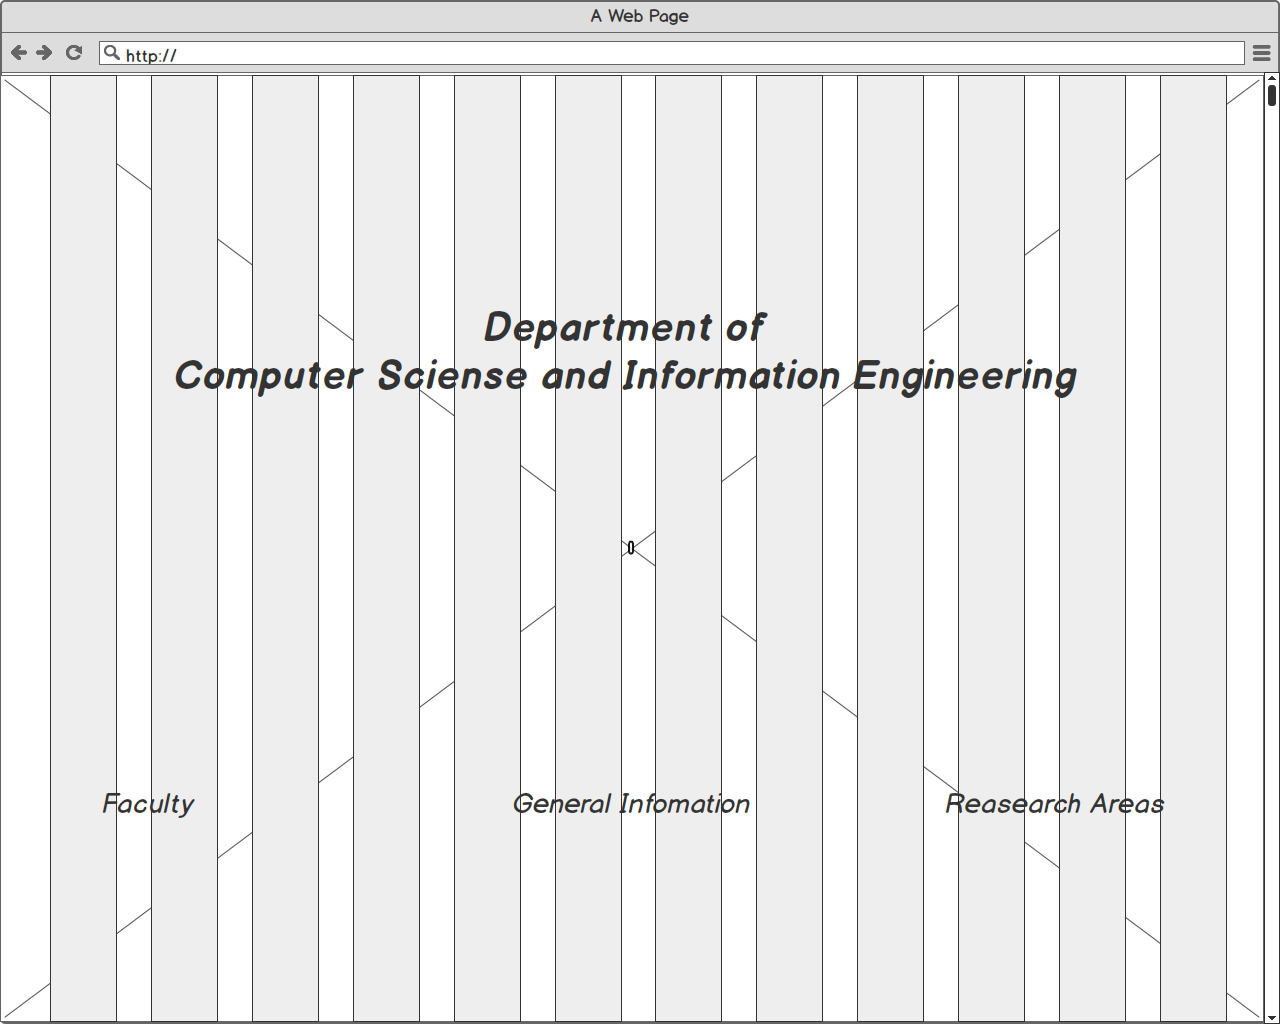 A Web Page
http://
Department of
Computer Sciense and Information Engineering
Faculty
General Infomation
Reasearch Areas